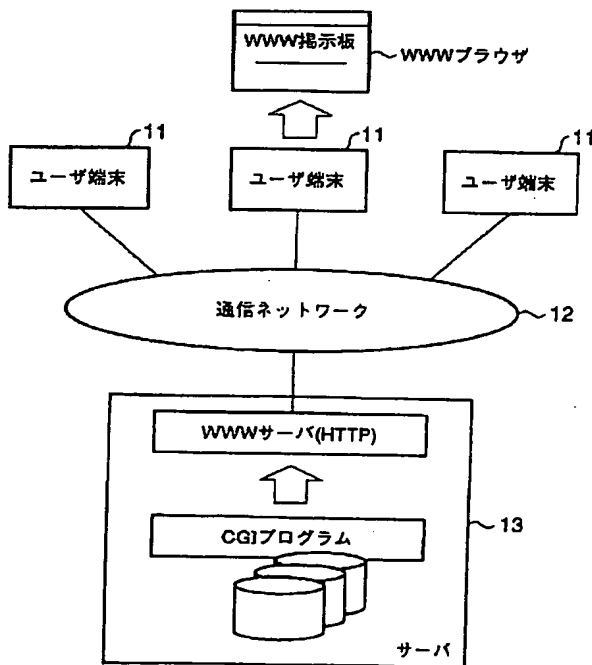 WWW掲示板
WWWブラウザ
11
11
11
ユーザ端末
ユーザ端末
ユーザ端末
通信ネットワーク
12
WWWサーバ(HTTP)
13
CGIプログラム
サーバ